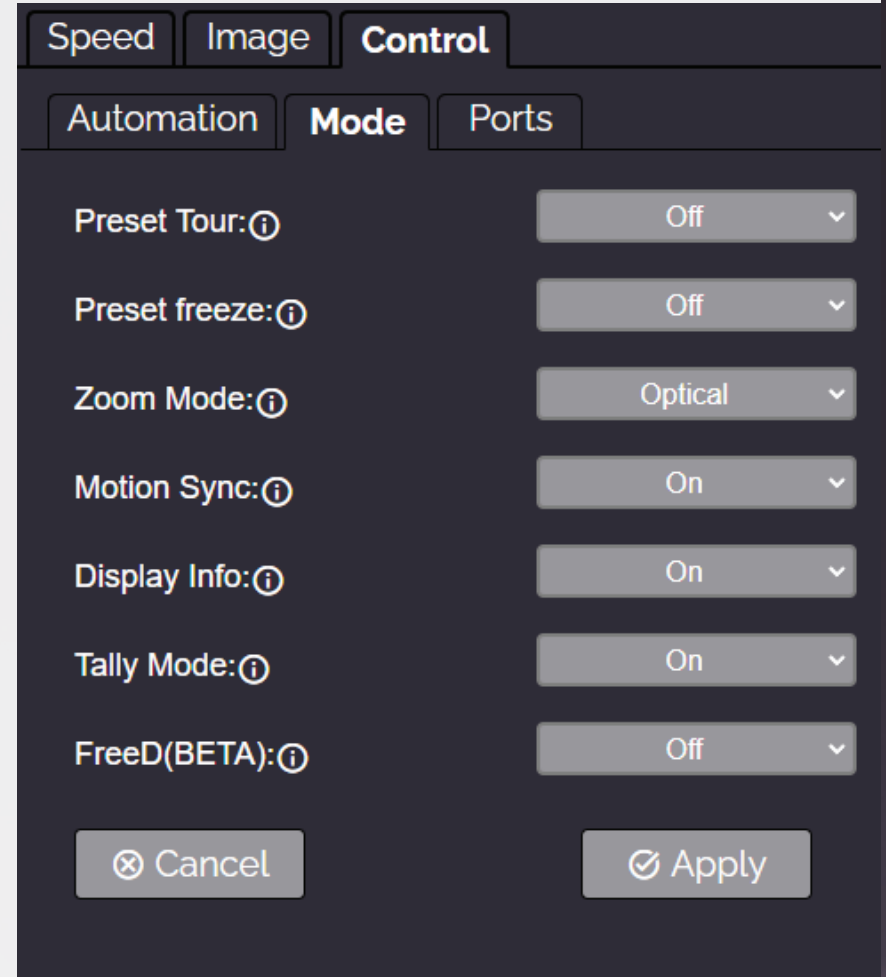 Speed Image Control
Automation Mode Ports
Preset Tour: Off
Preset freeze: Off
Zoom Mode: Optical
Motion Sync: On
Display Info: On
Tally Mode: On
FreeD(BETA): Off
Cancel Apply